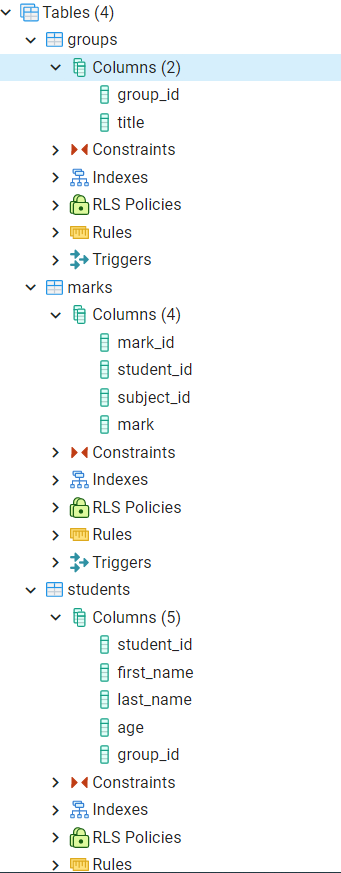 Tables (4)
groups
Columns (2)
group_id
title
Constraints
Indexes
RLS Policies
Rules
Triggers
marks
Columns (4)
mark_id
student_id
subject_id
mark
Constraints
Indexes
RLS Policies
Rules
Triggers
students
Columns (5)
student_id
first_name
last_name
age
group_id
Constraints
Indexes
RLS Policies
Rules